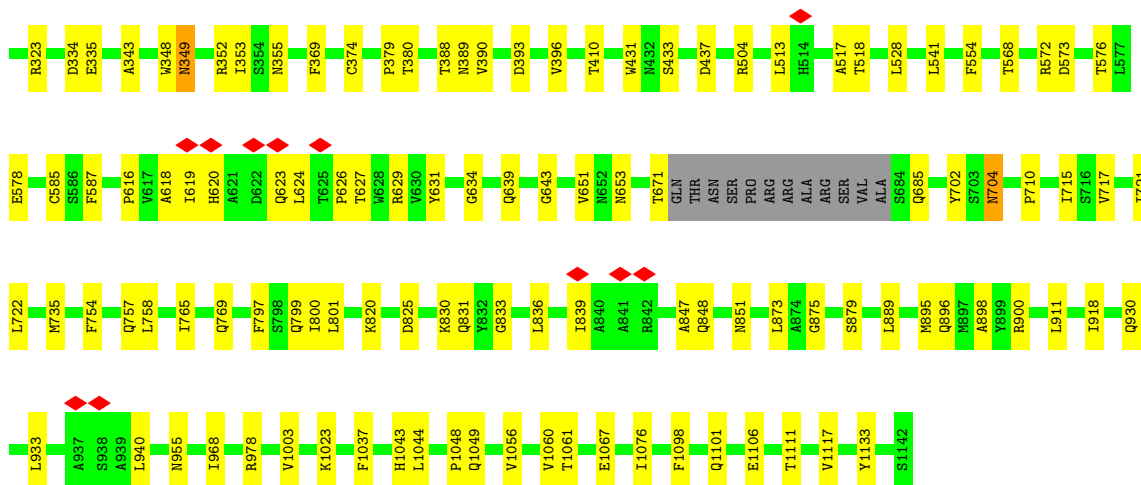 R323 D334 E335 A343 W348 N349 R352 I353 S354 N355 F369 C374 P379 T380 T388 N389 V390 D393 V396 T410 W431 N432 S433 D437 R504 L513 H514 A517 T518 L528 L541 F554 T568 R572 D573 T576 L577
E578 C585 S586 F587 P616 V617 A618 I619 H620 A621 D622 Q623 L624 T625 P626 T627 W628 R629 V630 Y631 G634 Q639 G643 V651 N652 N653 T671 GLN THR ASN SER PRO ARG ARG ALA ARG SER VAL ALA S684 Q685 Y702 S703 N704 P710 I715 S716 V717
L722 M735 F754 Q757 L758 I765 Q769 F797 S798 Q799 I800 L801 K820 D825 K830 Q831 Y832 G833 L836 I839 A840 A841 R842 A847 Q848 N851 L873 A874 G875 S879 L889 M895 Q896 M897 A898 Y899 R900 L911 I918 Q930
L933 A937 S938 A939 L940 N955 I968 R978 V1003 K1023 F1037 H1043 L1044 P1048 Q1049 V1056 V1060 T1061 E1067 I1076 F1098 Q1101 E1106 T1111 V1117 Y1133 S1142